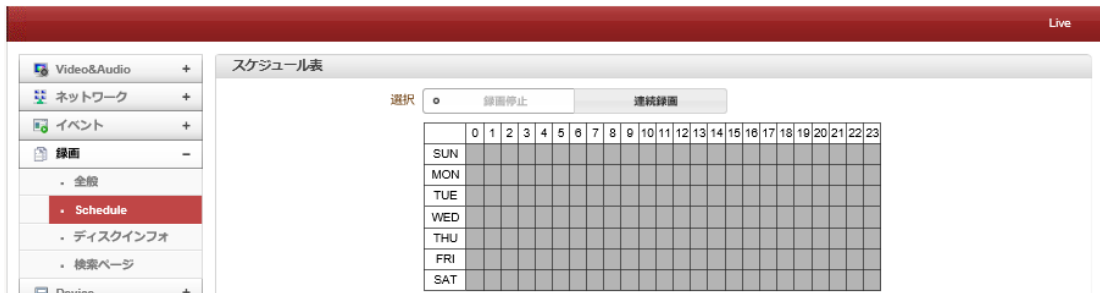 Live
Video&Audio +
ネットワーク +
イベント +
録画 −
・ 全般
・ Schedule
・ ディスクインフォ
・ 検索ページ
Device +
スケジュール表
選択 録画停止 連続録画
0 1 2 3 4 5 6 7 8 9 10 11 12 13 14 15 16 17 18 19 20 21 22 23
SUN
MON
TUE
WED
THU
FRI
SAT